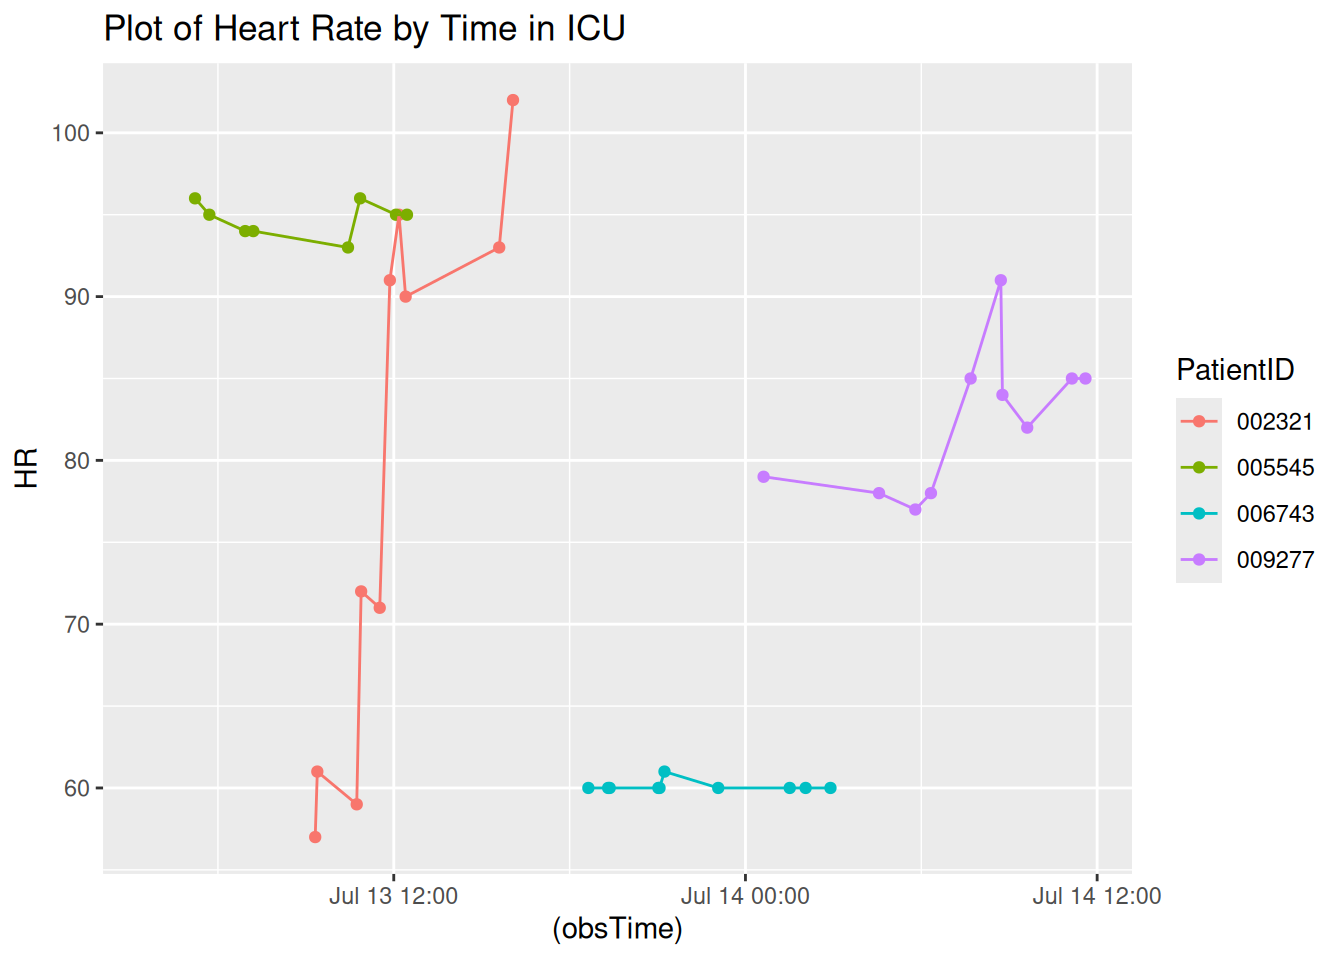 Plot of Heart Rate by Time in ICU
HR
100
90
80
70
60
Jul 13 12:00
Jul 14 00:00
Jul 14 12:00
(obsTime)
PatientID
002321
005545
006743
009277